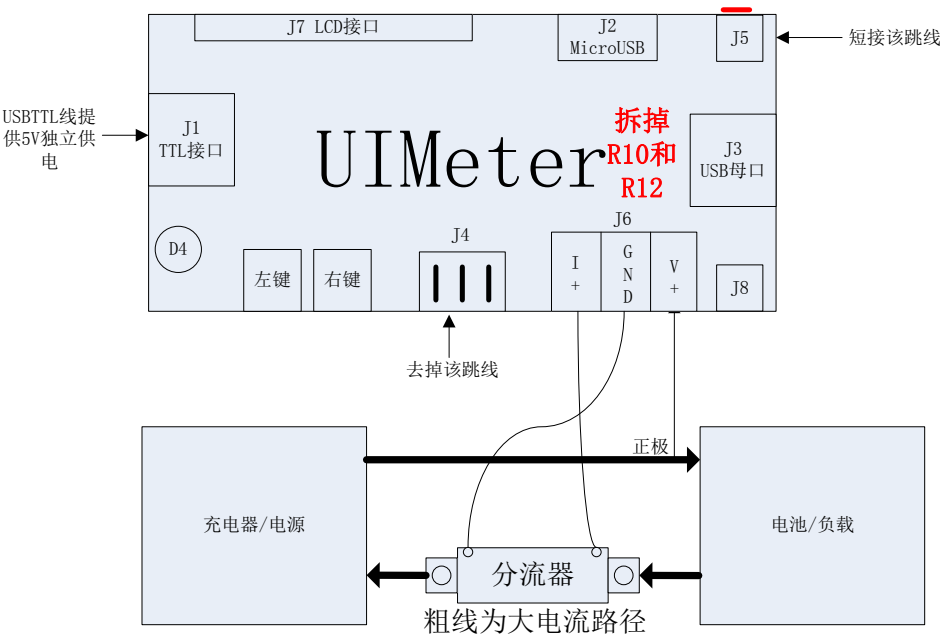 J7 LCD接口
J2
MicroUSB
J5
短接该跳线
USBTTL线提
供5V独立供
电
J1
TTL接口
UIMeter
拆掉
R10和
R12
J3
USB母口
D4
左键
右键
J4
J6
I
+
G
N
D
V
+
J8
去掉该跳线
正极
充电器/电源
电池/负载
分流器
粗线为大电流路径